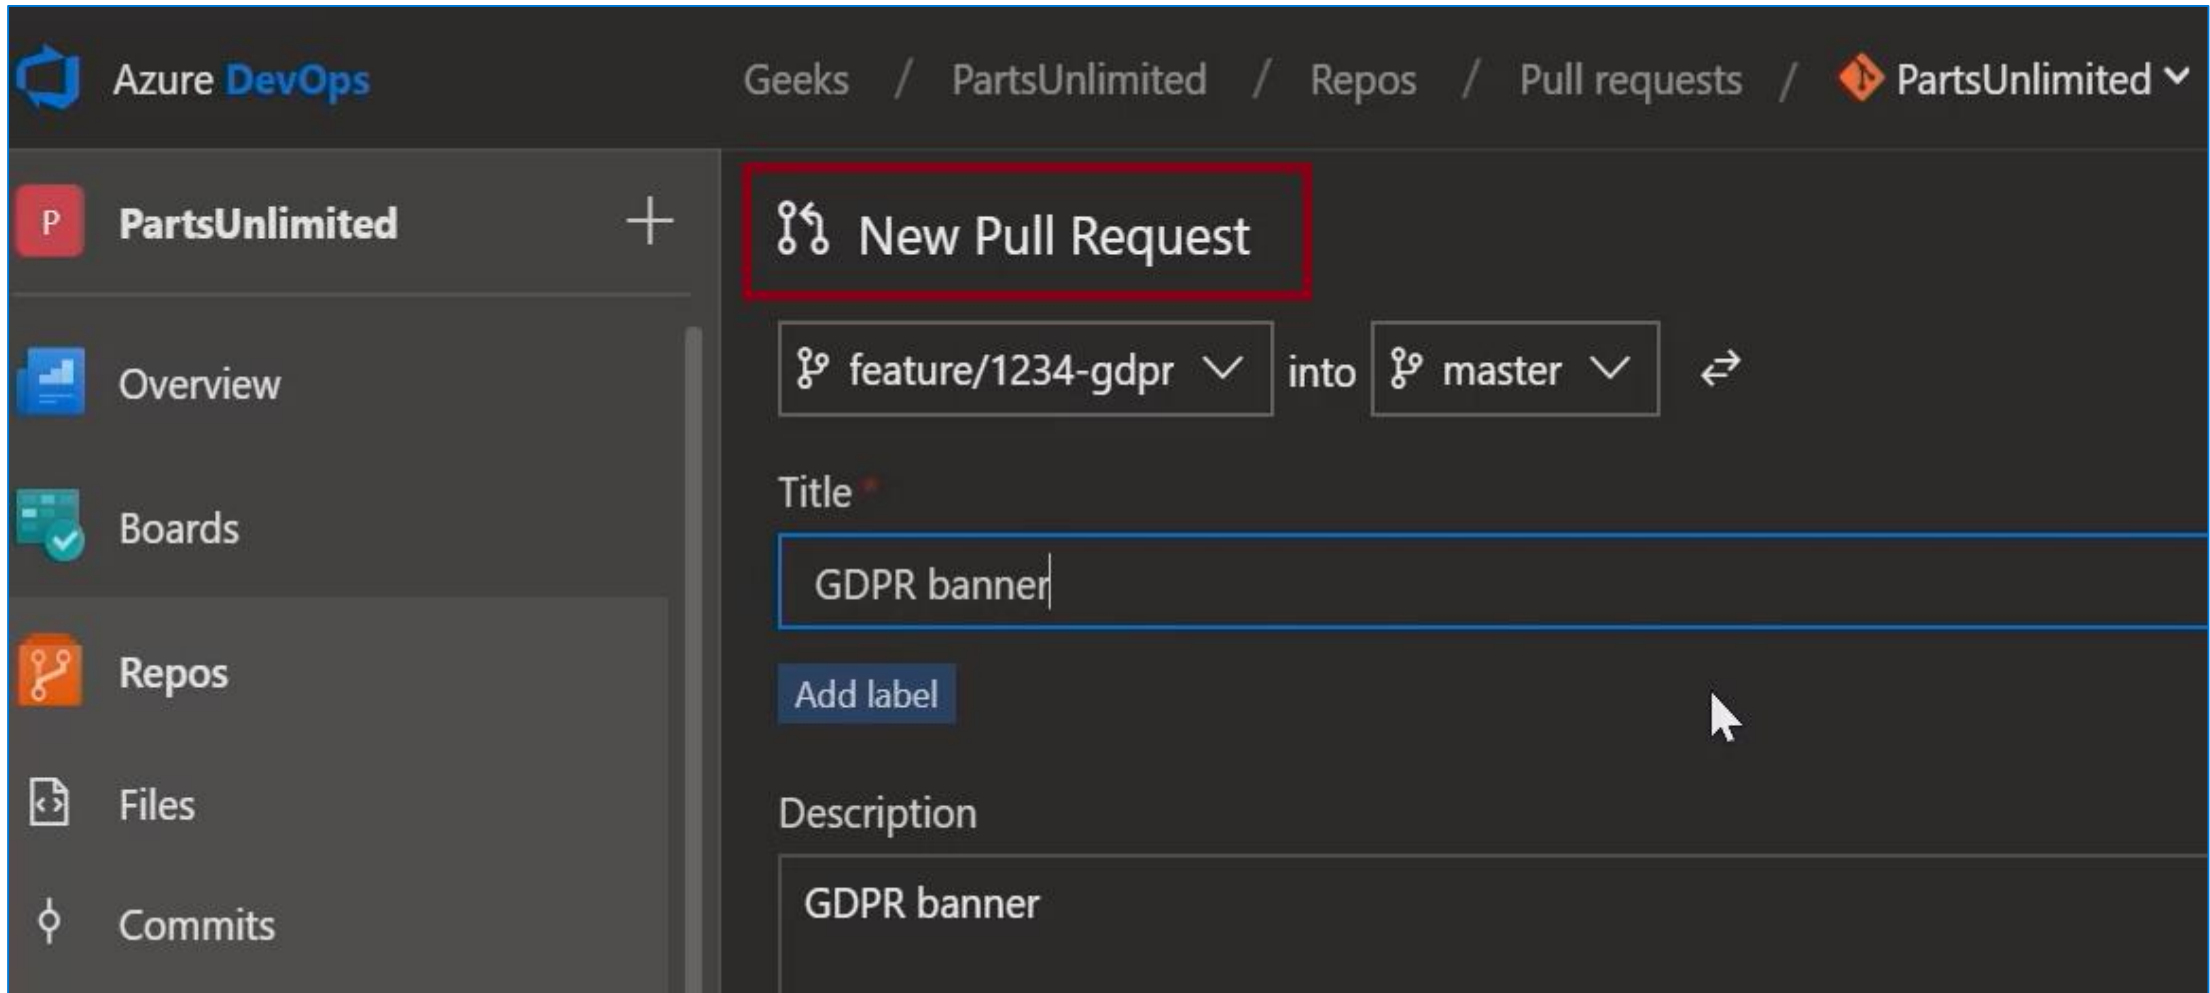 Azure DevOps
Geeks / PartsUnlimited / Repos / Pull requests / PartsUnlimited
P PartsUnlimited
New Pull Request
feature/1234-gdpr into master
Overview
Title *
Boards
GDPR banner
Repos
Add label
Files
Description
GDPR banner
Commits